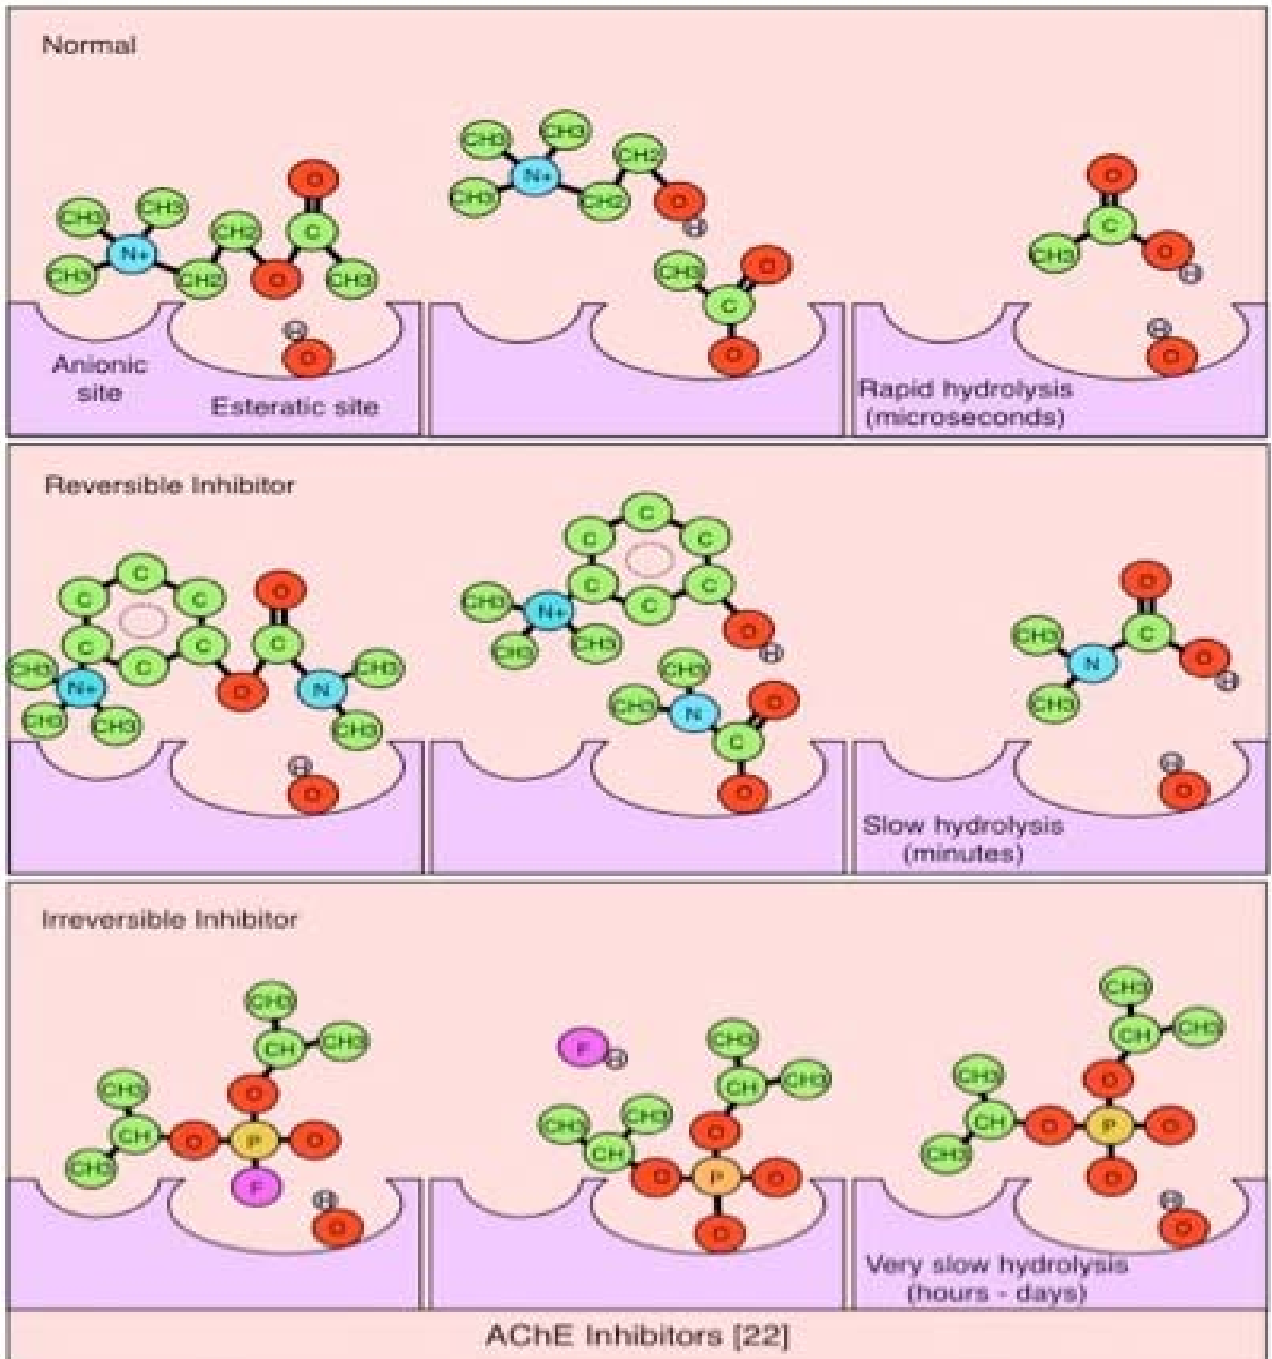 Normal
O
CH3 CH3 CH2 C
N+
CH3 CH2 O CH3
H
O
Anionic
site
Esteratic site
CH3 CH3 CH2
N+
CH3 CH2 O
H
CH3 O
C
O
O
C
CH3 O
H
H
O
Rapid hydrolysis
(microseconds)
Reversible Inhibitor
C
C C O
C C C
CH3 C CH3
N+ O N
CH3 CH3 CH3
H
O
C
C C
C C
CH3 N+ C
CH3 CH3 O
H
CH3
CH3 N O
C
O
O
CH3 C
N O
H
CH3
H
O
Slow hydrolysis
(minutes)
Irreversible Inhibitor
CH3
CH CH3
CH3 O
CH O P O
CH3
F
H
O
F H
CH3
CH CH3
CH3 CH3
CH O
O P O
O
CH3
CH CH3
CH3 O
CH O P O
CH3
O
H
O
Very slow hydrolysis
(hours - days)
AChE Inhibitors [22]